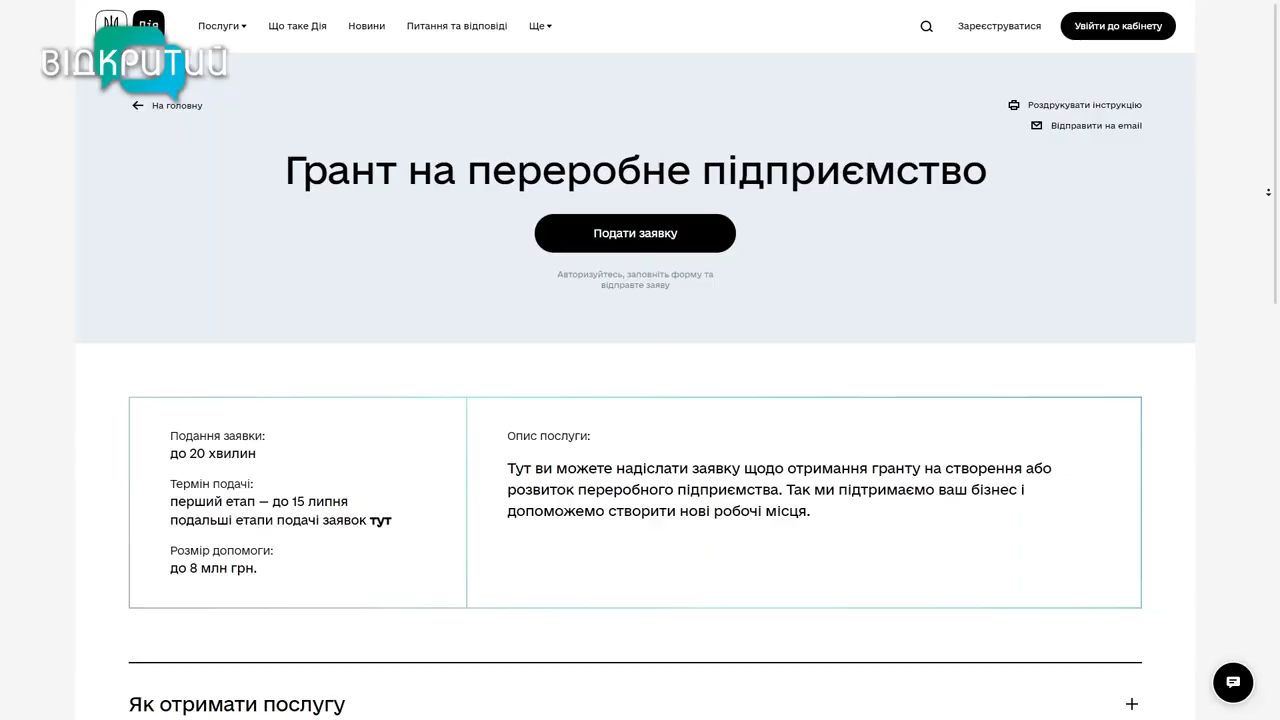 Дія
Послуги
Що таке Дія
Новини
Питання та відповіді
Ще
Зареєструватися
Увійти до кабінету
ВІДКРИТИЙ
На головну
Роздрукувати інструкцію
Відправити на email
Грант на переробне підприємство
Подати заявку
Авторизуйтесь, заповніть форму та
відправте заяву
Подання заявки:
до 20 хвилин
Термін подачі:
перший етап — до 15 липня
подальші етапи подачі заявок тут
Розмір допомоги:
до 8 млн грн.
Опис послуги:
Тут ви можете надіслати заявку щодо отримання гранту на створення або
розвиток переробного підприємства. Так ми підтримаємо ваш бізнес і
допоможемо створити нові робочі місця.
Як отримати послугу